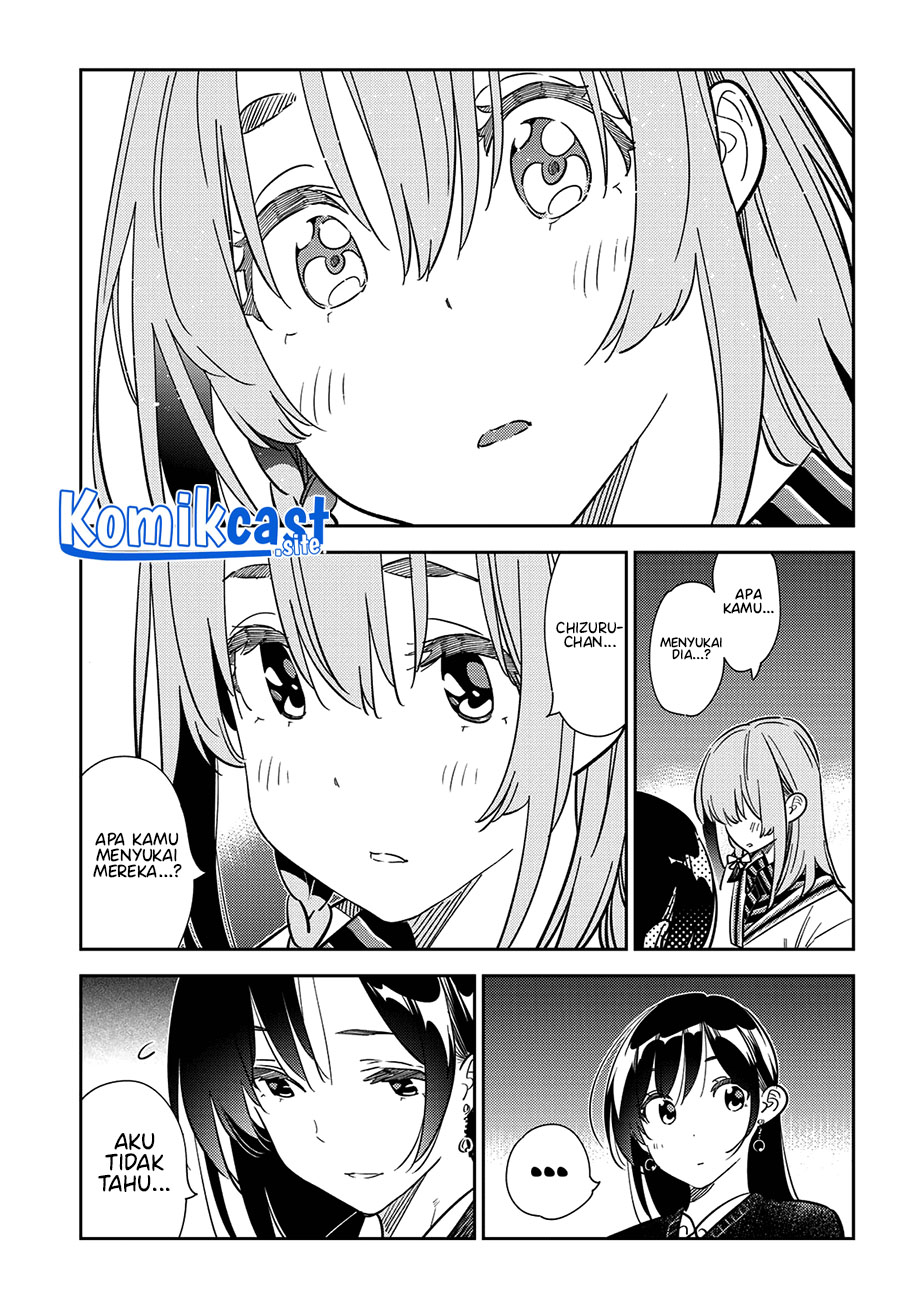 Komikcast
.site
APA
KAMU...
MENYUKAI
DIA...?
CHIZURU-
CHAN...
APA KAMU
MENYUKAI
MEREKA...?
...
AKU
TIDAK
TAHU...